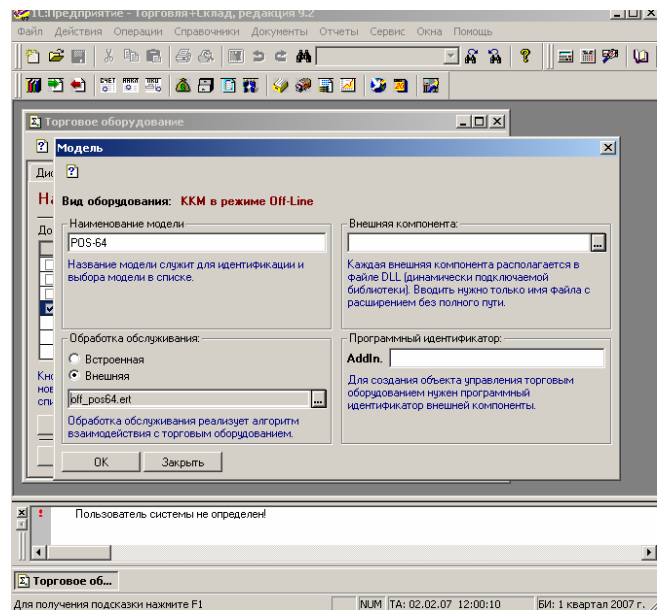 1С:Предприятие - Торговля+Склад, редакция 9.2
Файл Действия Операции Справочники Документы Отчеты Сервис Окна Помощь
Торговое оборудование
Модель
Вид оборудования: ККМ в режиме Off-Line
Наименование модели
POS-64
Название модели служит для идентификации и
выбора модели в списке.
Внешняя компонента:
...
Каждая внешняя компонента располагается в
файле DLL (динамически подключаемой
библиотеки). Вводить нужно только имя файла с
расширением без полного пути.
Обработка обслуживания:
Встроенная
Внешняя
off_pos64.ert
...
Обработка обслуживания реализует алгоритм
взаимодействия с торговым оборудованием.
Программный идентификатор:
AddIn.
Для создания объекта управления торговым
оборудованием нужен программный
идентификатор внешней компоненты.
OK Закрыть
Пользователь системы не определен!
Торговое об...
Для получения подсказки нажмите F1 NUM ТА: 02.02.07 12:00:10 БИ: 1 квартал 2007 г.